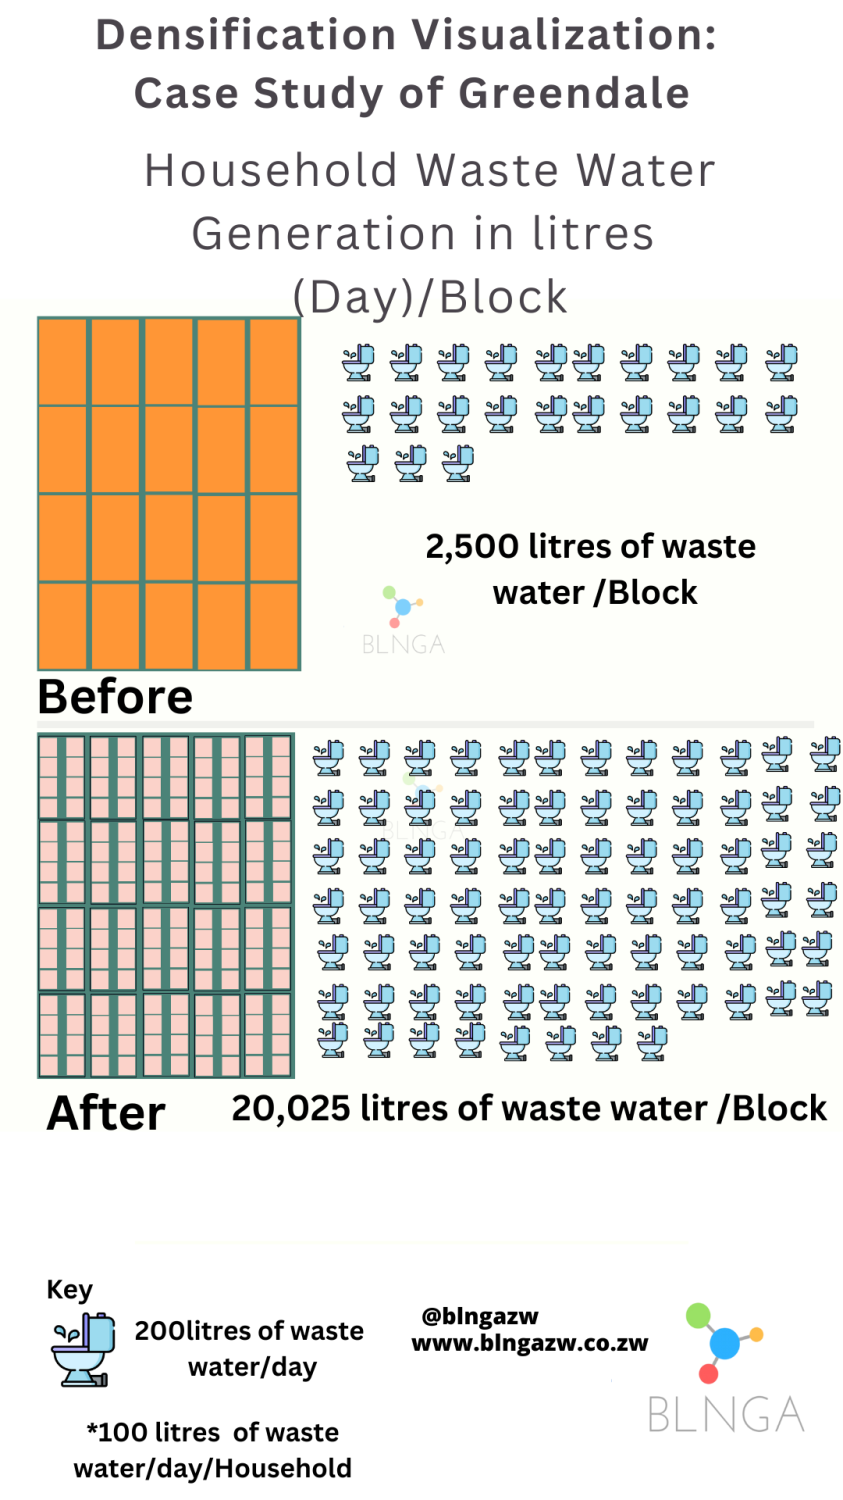 Densification Visualization:
Case Study of Greendale
Household Waste Water
Generation in litres
(Day)/Block
2,500 litres of waste
water /Block
BLNGA
Before
BLNGA
After
20,025 litres of waste water /Block
Key
200litres of waste
water/day
@blngazw
www.blngazw.co.zw
BLNGA
*100 litres of waste
water/day/Household